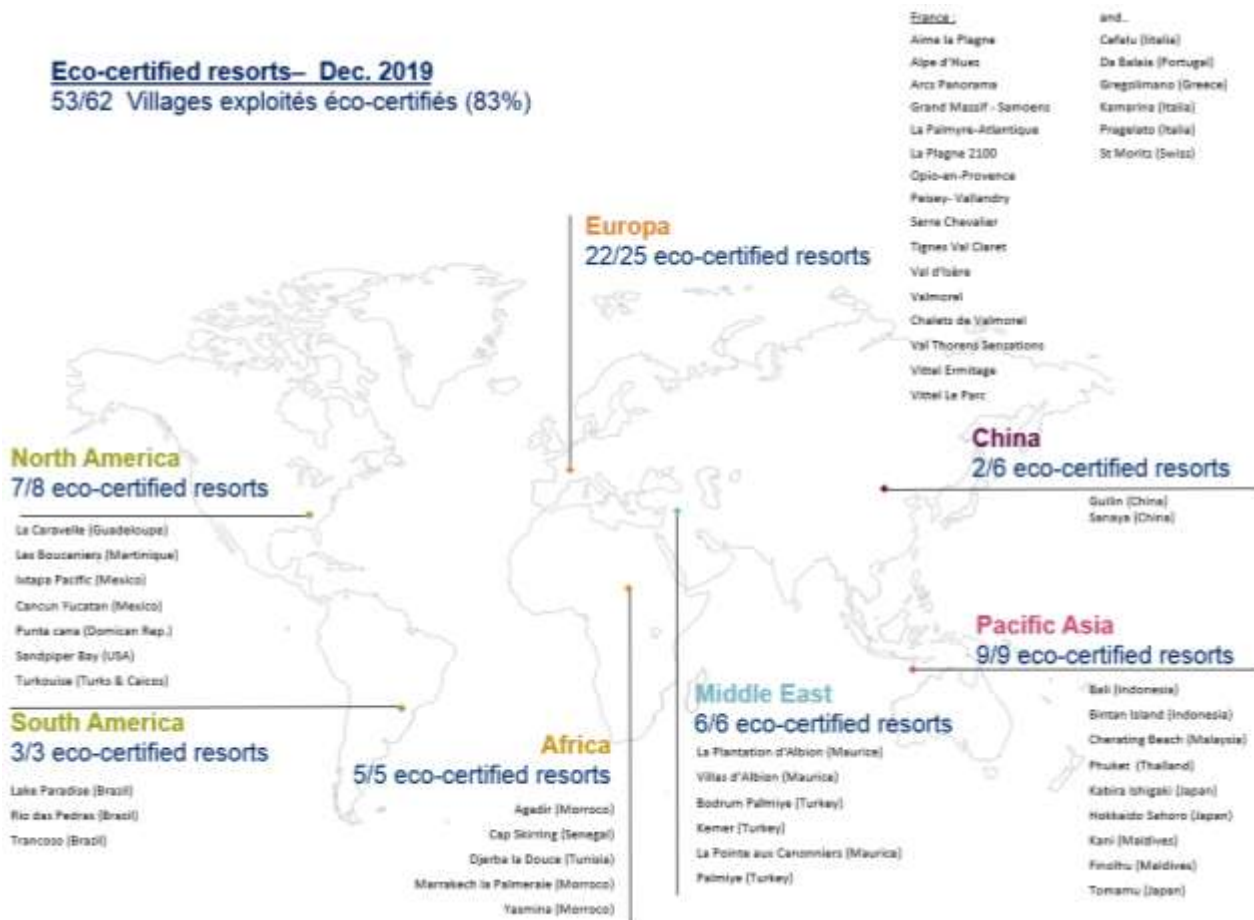 Eco-certified resorts– Dec. 2019
53/62 Villages exploités éco-certifiés (83%)
France :
Aime la Plagne
Alpe d'Huez
Arcs Panorama
Grand Massif - Samoens
La Palmyre-Atlantique
La Plagne 2100
Opio-en-Provence
Peisey- Vallandry
Serre Chevalier
Tignes Val Claret
Val d'Isère
Valmorel
Chalets de Valmorel
Val Thorens Sensations
Vittel Ermitage
Vittel Le Parc
and..
Cefalu (Italia)
Da Balaia (Portugal)
Gregolimano (Greece)
Kamarina (Italia)
Pragelato (Italia)
St Moritz (Swiss)
Europa
22/25 eco-certified resorts
North America
7/8 eco-certified resorts
La Caravelle (Guadeloupe)
Les Boucaniers (Martinique)
Ixtapa Pacific (Mexico)
Cancun Yucatan (Mexico)
Punta cana (Domican Rep.)
Sandpiper Bay (USA)
Turkouise (Turks & Caicos)
South America
3/3 eco-certified resorts
Lake Paradise (Brazil)
Rio das Pedras (Brazil)
Trancoso (Brazil)
Africa
5/5 eco-certified resorts
Agadir (Morroco)
Cap Skirring (Senegal)
Djerba la Douce (Tunisia)
Marrakech la Palmeraie (Morroco)
Yasmina (Morroco)
Middle East
6/6 eco-certified resorts
La Plantation d'Albion (Maurice)
Villas d'Albion (Maurice)
Bodrum Palmiye (Turkey)
Kemer (Turkey)
La Pointe aux Canonniers (Maurice)
Palmiye (Turkey)
China
2/6 eco-certified resorts
Guilin (China)
Sanaya (China)
Pacific Asia
9/9 eco-certified resorts
Bali (Indonesia)
Bintan Island (Indonesia)
Cherating Beach (Malaysia)
Phuket (Thailand)
Kabira Ishigaki (Japan)
Hokkaido Sahoro (Japan)
Kani (Maldives)
Finolhu (Maldives)
Tomamu (Japan)